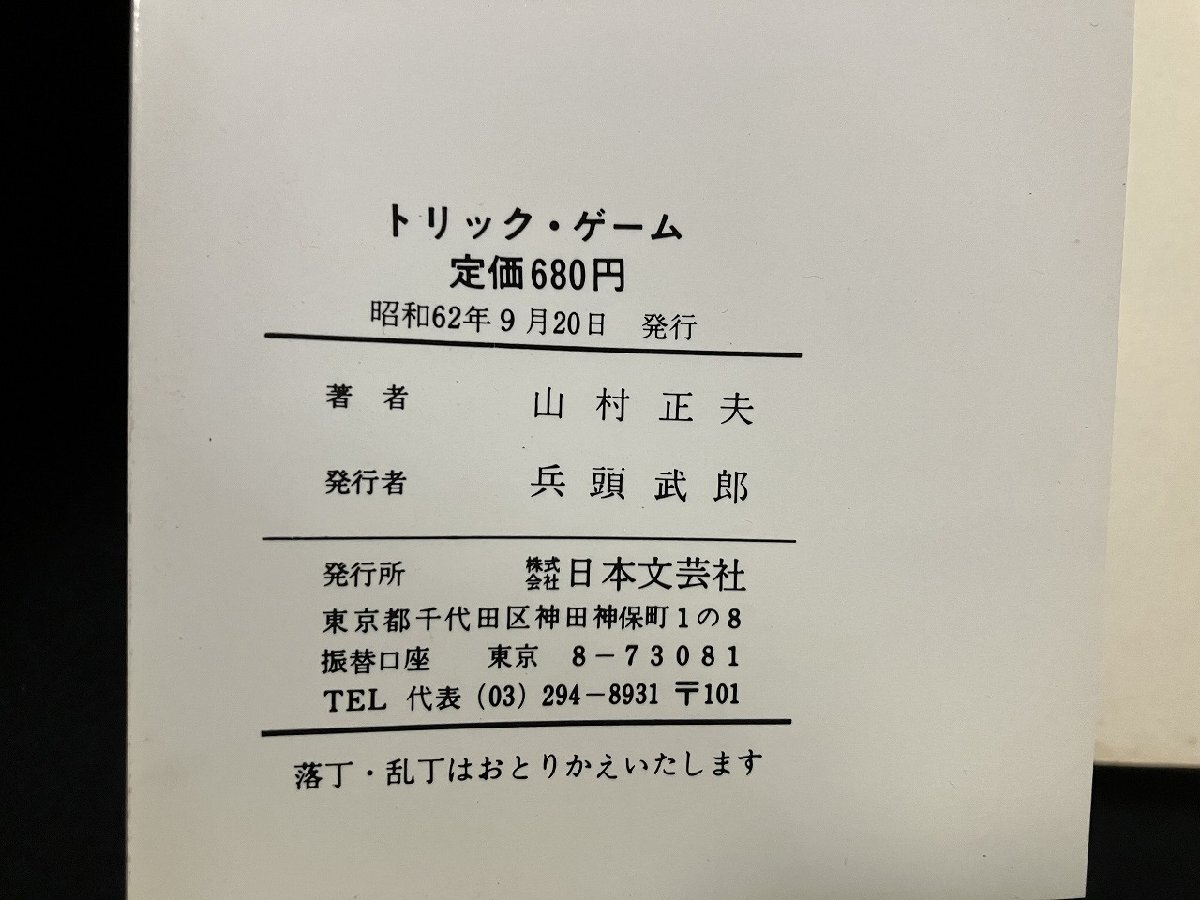 トリック・ゲーム
定価680円
昭和62年9月20日　発行
著者　山村正夫
発行者　兵頭武郎
発行所　株式会社日本文芸社
東京都千代田区神田神保町1の8
振替口座　東京　8−73081
TEL　代表(03)294−8931 〒101
落丁・乱丁はおとりかえいたします